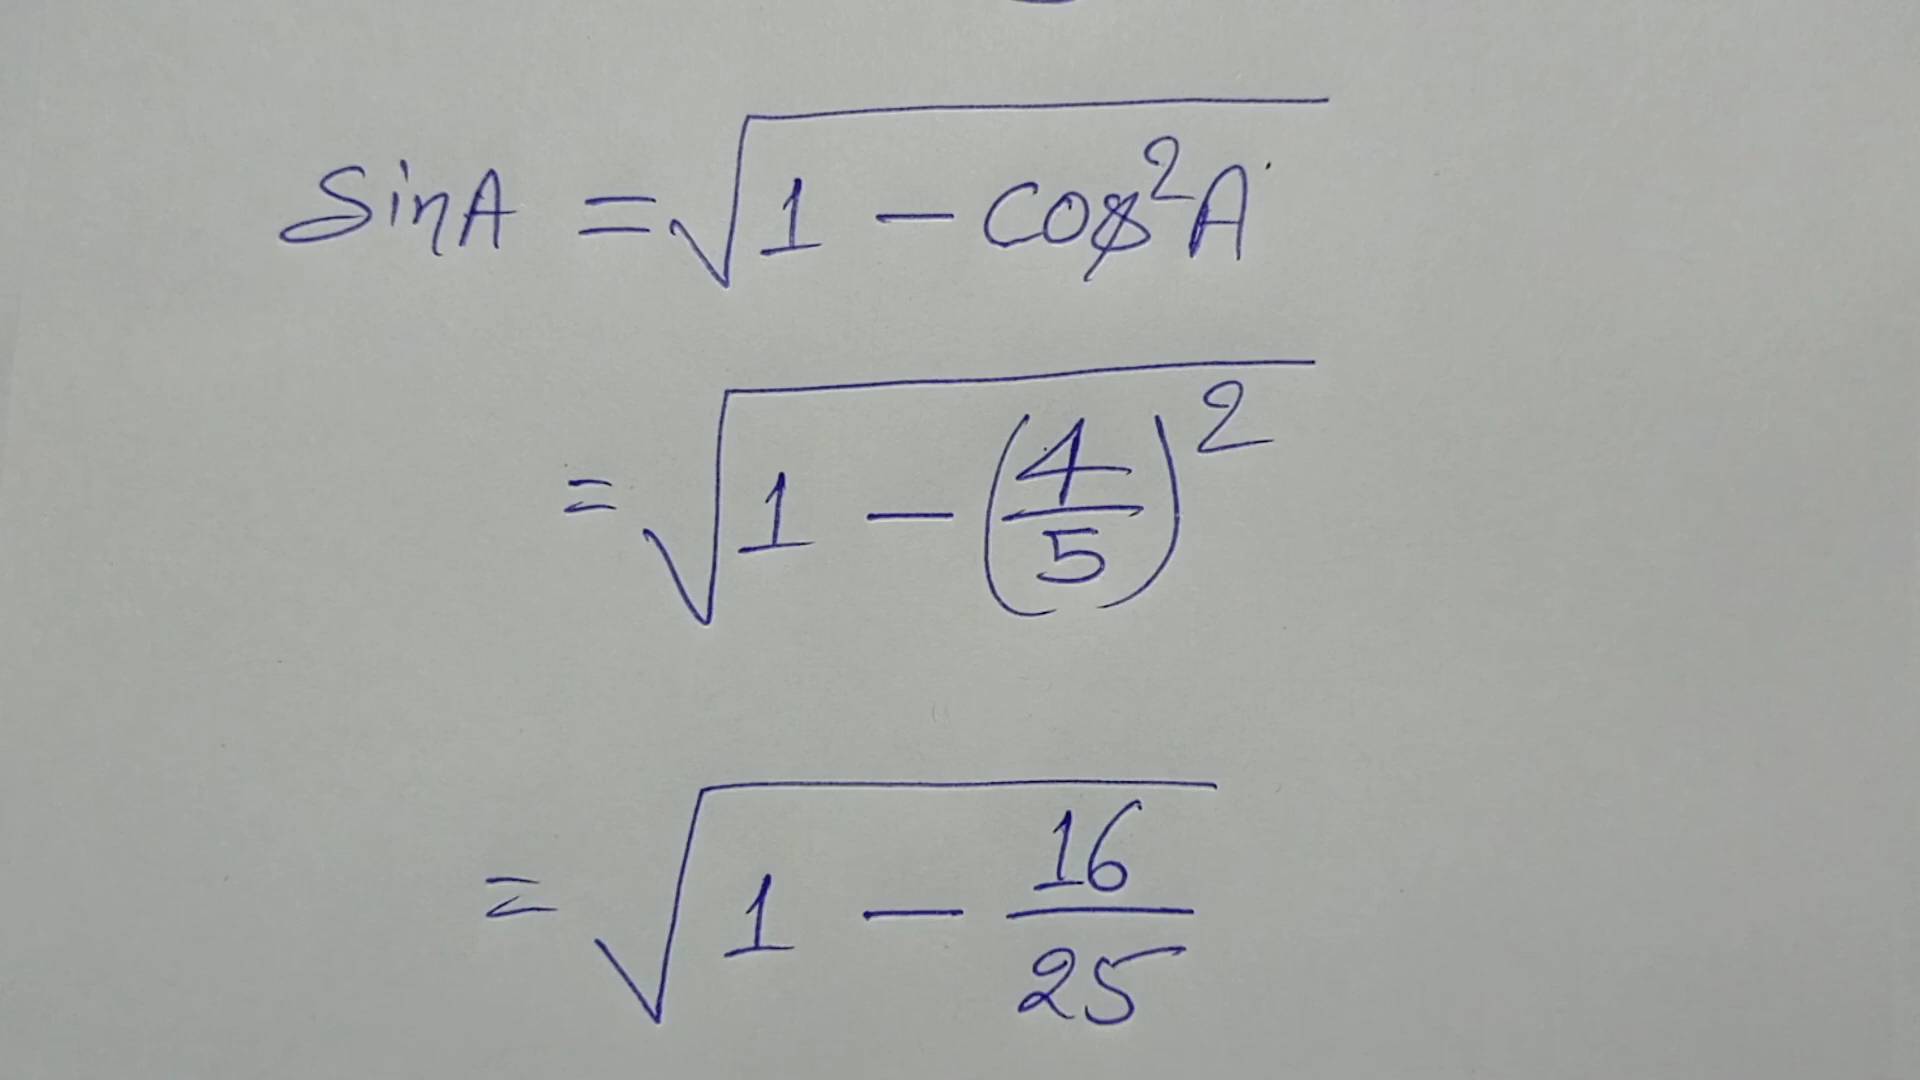 SinA = √(1 - cos²A)
= √(1 - (4/5)²)
= √(1 - 16/25)